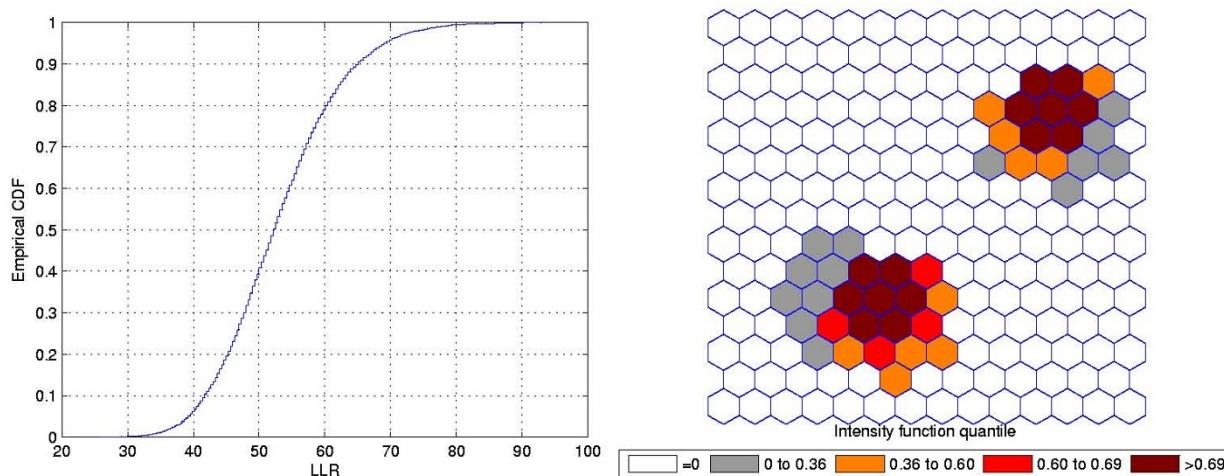 1
0.9
0.8
0.7
0.6
0.5
0.4
0.3
0.2
0.1
0
Empirical CDF
20 30 40 50 60 70 80 90 100
LLR
Intensity function quantile
=0 0 to 0.36 0.36 to 0.60 0.60 to 0.69 >0.69